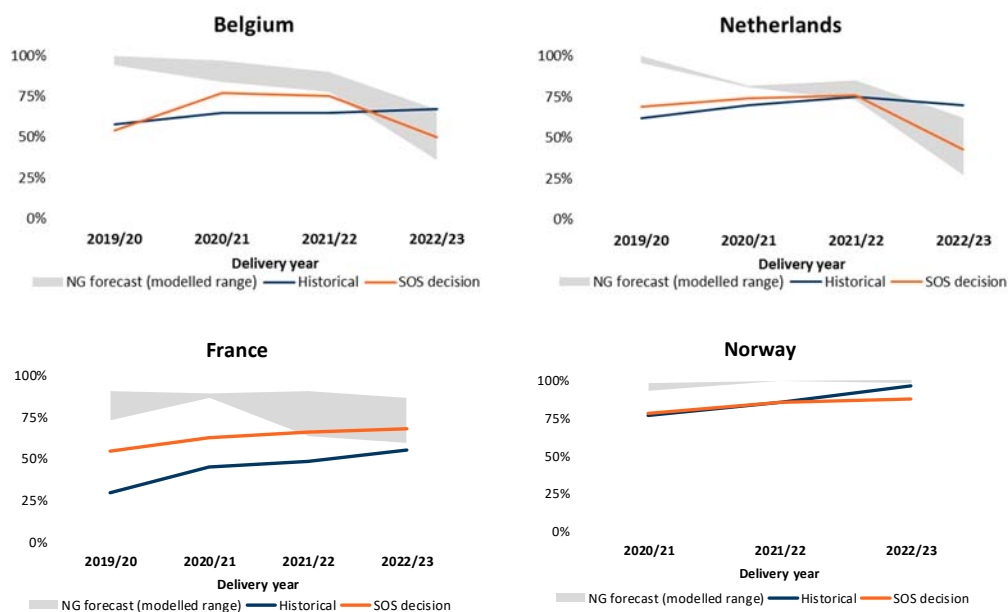 Belgium
100%
75%
50%
25%
0%
2019/20 2020/21 2021/22 2022/23
Delivery year
NG forecast (modelled range) Historical SOS decision
Netherlands
100%
75%
50%
25%
0%
2019/20 2020/21 2021/22 2022/23
Delivery year
NG forecast (modelled range) Historical SOS decision
France
100%
75%
50%
25%
0%
2019/20 2020/21 2021/22 2022/23
Delivery year
NG forecast (modelled range) Historical SOS decision
Norway
100%
75%
50%
25%
0%
2020/21 2021/22 2022/23
Delivery year
NG forecast (modelled range) Historical SOS decision